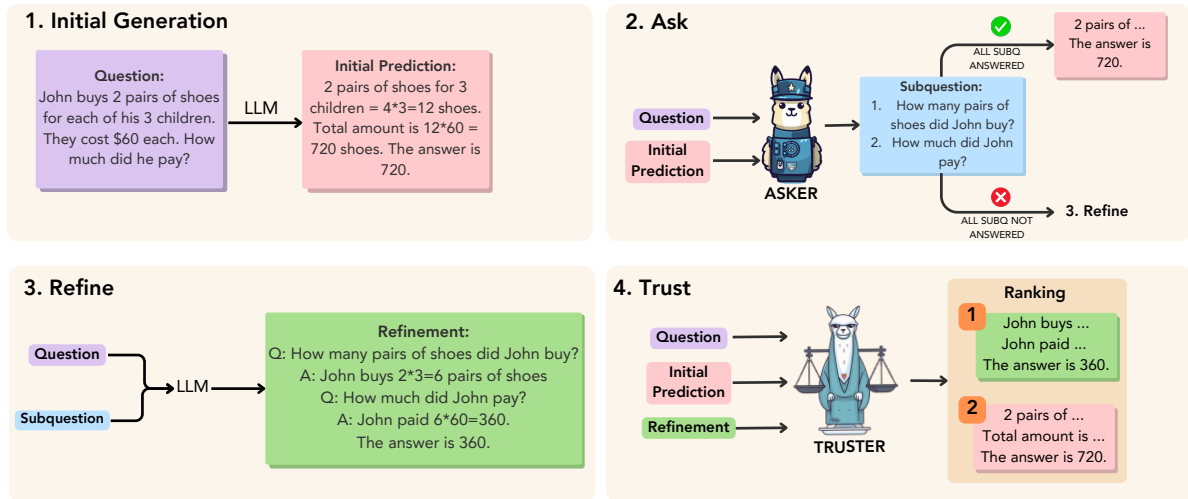 1. Initial Generation
Question:
John buys 2 pairs of shoes
for each of his 3 children.
They cost $60 each. How
much did he pay?
LLM
Initial Prediction:
2 pairs of shoes for 3
children = 4*3=12 shoes.
Total amount is 12*60 =
720 shoes. The answer is
720.
2. Ask
Question
Initial
Prediction
ASKER
Subquestion:
1. How many pairs of
shoes did John buy?
2. How much did John
pay?
ALL SUBQ
ANSWERED
2 pairs of ...
The answer is
720.
ALL SUBQ NOT
ANSWERED
3. Refine
3. Refine
Question
Subquestion
LLM
Refinement:
Q: How many pairs of shoes did John buy?
A: John buys 2*3=6 pairs of shoes
Q: How much did John pay?
A: John paid 6*60=360.
The answer is 360.
4. Trust
Question
Initial
Prediction
Refinement
TRUSTER
Ranking
1
John buys ...
John paid ...
The answer is 360.
2
2 pairs of ...
Total amount is ...
The answer is 720.